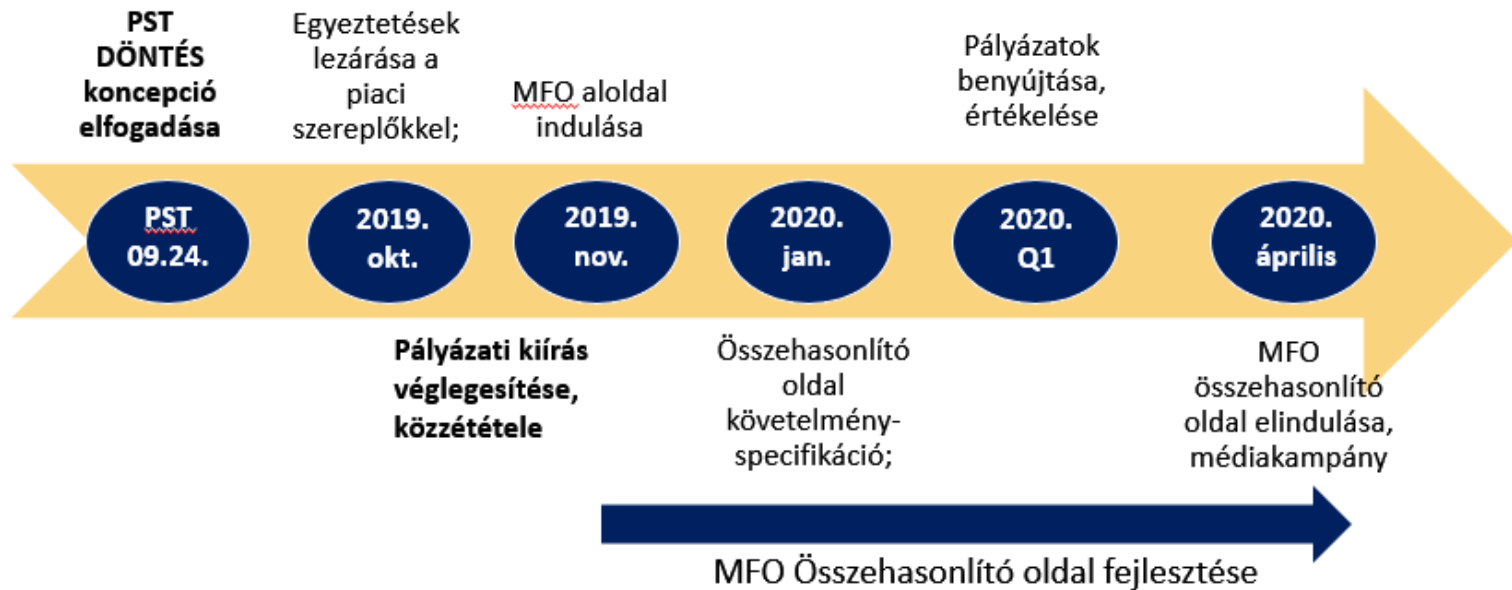 PST
DÖNTÉS
koncepció
elfogadása
Egyeztetések
lezárása a
piaci
szereplőkkel;
MFO aloldal
indulása
Pályázatok
benyújtása,
értékelése
PST
09.24.
2019.
okt.
2019.
nov.
2020.
jan.
2020.
Q1
2020.
április
Pályázati kiírás
véglegesítése,
közzététele
Összehasonlító
oldal
követelmény-
specifikáció;
MFO
összehasonlító
oldal elindulása,
médiakampány
MFO Összehasonlító oldal fejlesztése